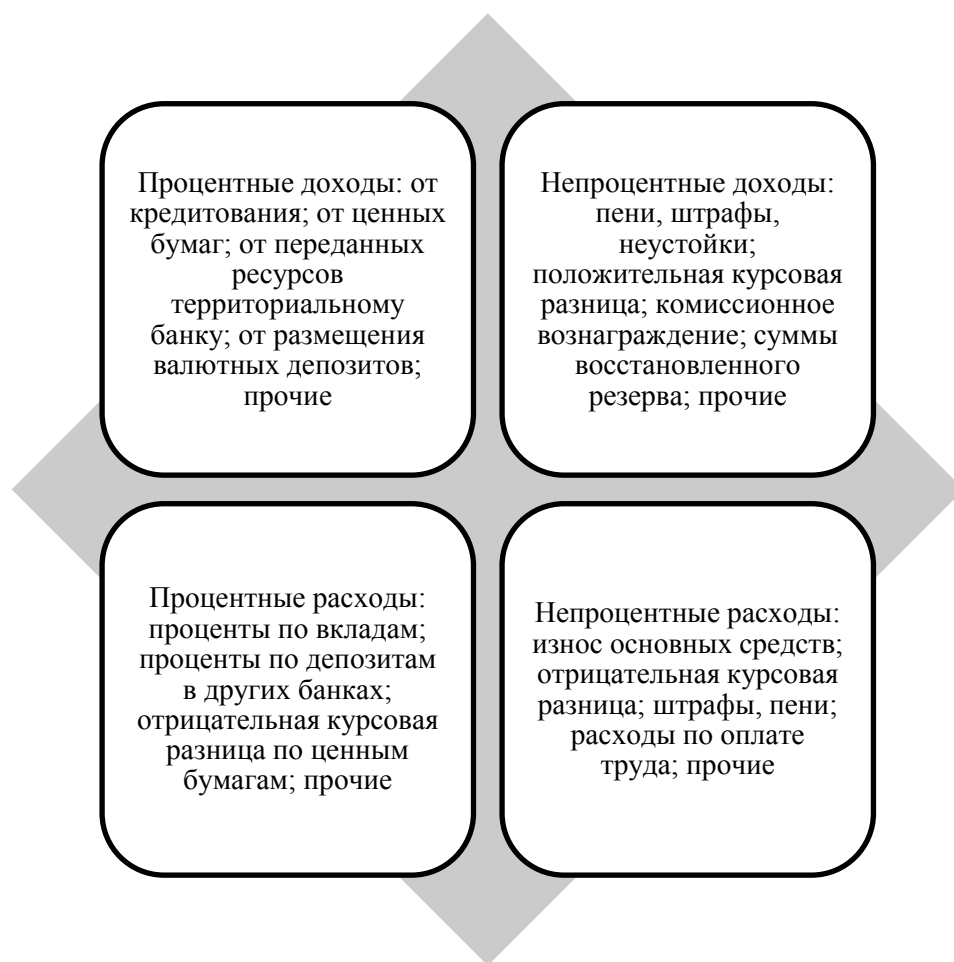 Процентные доходы: от
кредитования; от ценных
бумаг; от переданных
ресурсов
территориальному
банку; от размещения
валютных депозитов;
прочие
Непроцентные доходы:
пени, штрафы,
неустойки;
положительная курсовая
разница; комиссионное
вознаграждение; суммы
восстановленного
резерва; прочие
Процентные расходы:
проценты по вкладам;
проценты по депозитам
в других банках;
отрицательная курсовая
разница по ценным
бумагам; прочие
Непроцентные расходы:
износ основных средств;
отрицательная курсовая
разница; штрафы, пени;
расходы по оплате
труда; прочие